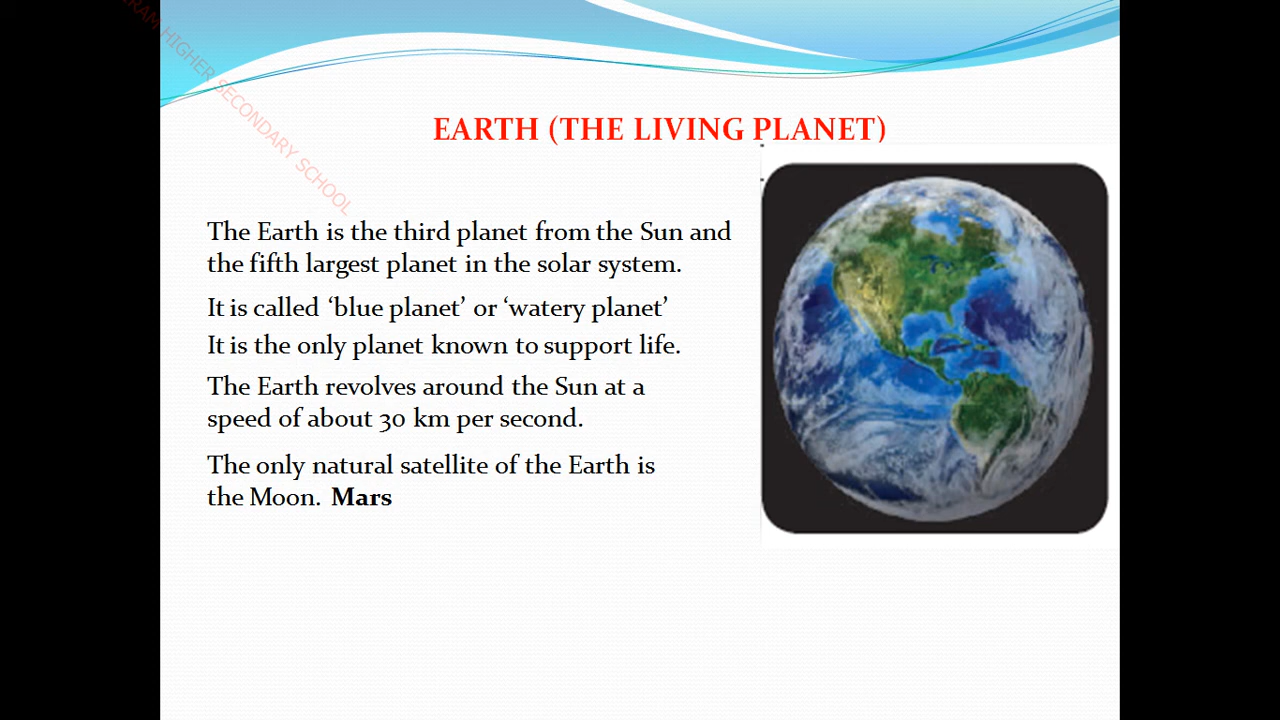 HIGHER SECONDARY SCHOOL
EARTH (THE LIVING PLANET)
The Earth is the third planet from the Sun and
the fifth largest planet in the solar system.
It is called ‘blue planet’ or ‘watery planet’
It is the only planet known to support life.
The Earth revolves around the Sun at a
speed of about 30 km per second.
The only natural satellite of the Earth is
the Moon. Mars